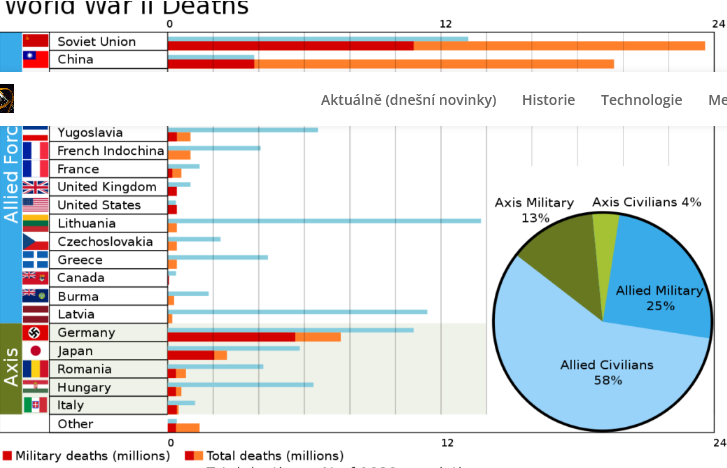 World War II Deaths
0 12 24
Soviet Union
China
Aktuálně (dnešní novinky) Historie Technologie Me
Allied Forc
Yugoslavia
French Indochina
France
United Kingdom
United States
Lithuania
Czechoslovakia
Greece
Canada
Burma
Latvia
Axis
Germany
Japan
Romania
Hungary
Italy
Other
Axis Military
13%
Axis Civilians 4%
Allied Military
25%
Allied Civilians
58%
0 12 24
Military deaths (millions) Total deaths (millions)